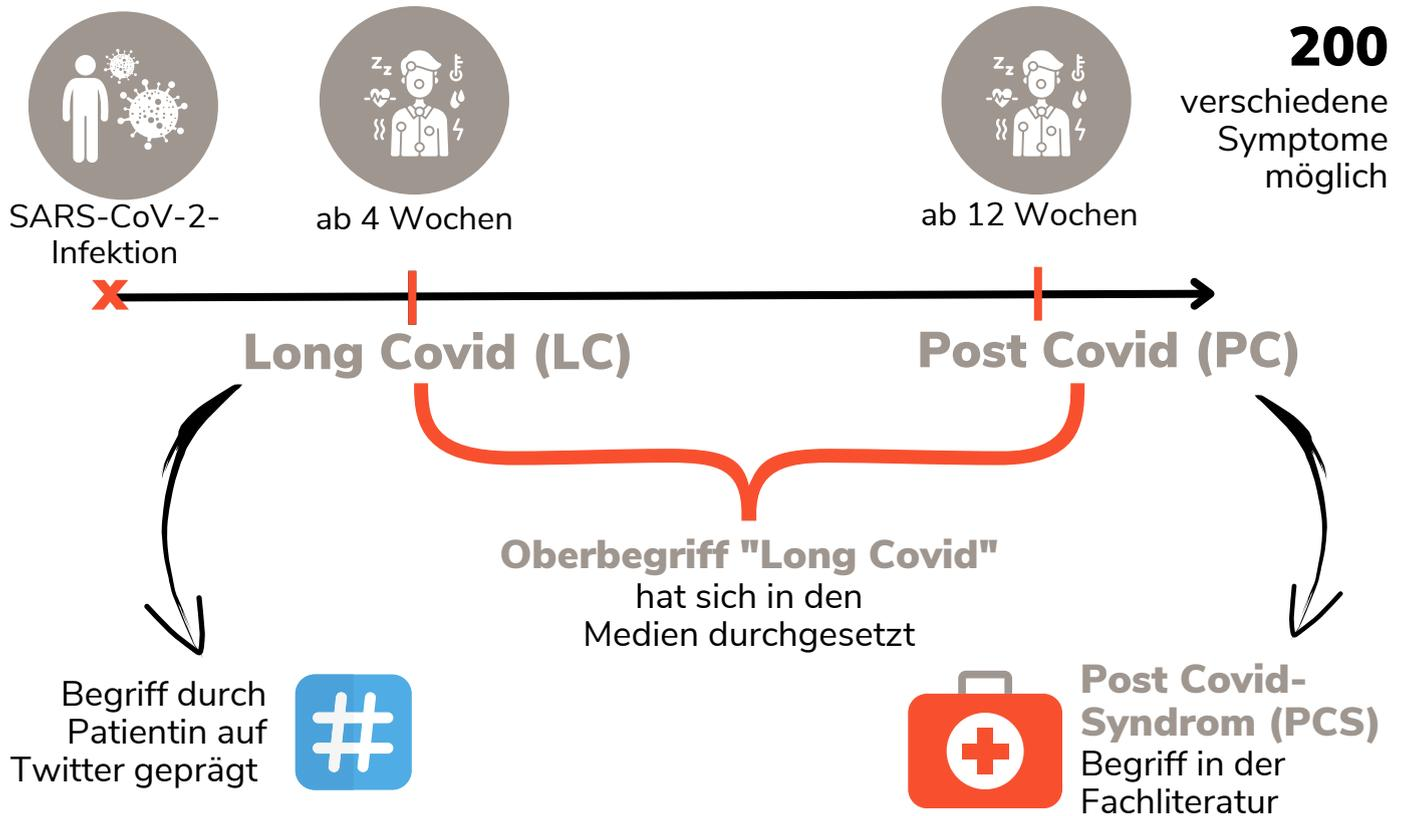 200
verschiedene
Symptome
möglich
SARS-CoV-2-
Infektion
ab 4 Wochen
ab 12 Wochen
Long Covid (LC)
Post Covid (PC)
Oberbegriff "Long Covid"
hat sich in den
Medien durchgesetzt
Begriff durch
Patientin auf
Twitter geprägt
#
Post Covid-
Syndrom (PCS)
Begriff in der
Fachliteratur